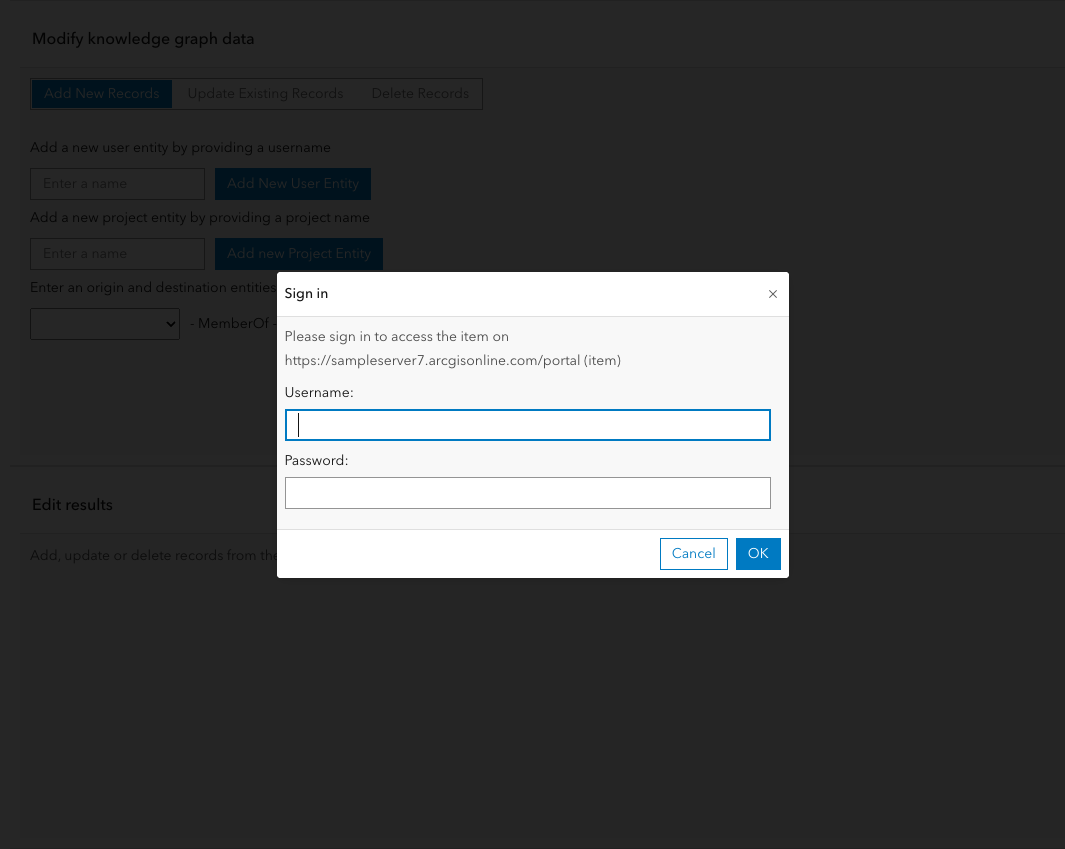 Modify knowledge graph data
Add New Records Update Existing Records Delete Records
Add a new user entity by providing a username
Enter a name Add New User Entity
Add a new project entity by providing a project name
Enter a name Add new Project Entity
Enter an origin and destination entities
- MemberOf -
Sign in
Please sign in to access the item on
https://sampleserver7.arcgisonline.com/portal (item)
Username:
Password:
Cancel OK
Edit results
Add, update or delete records from the